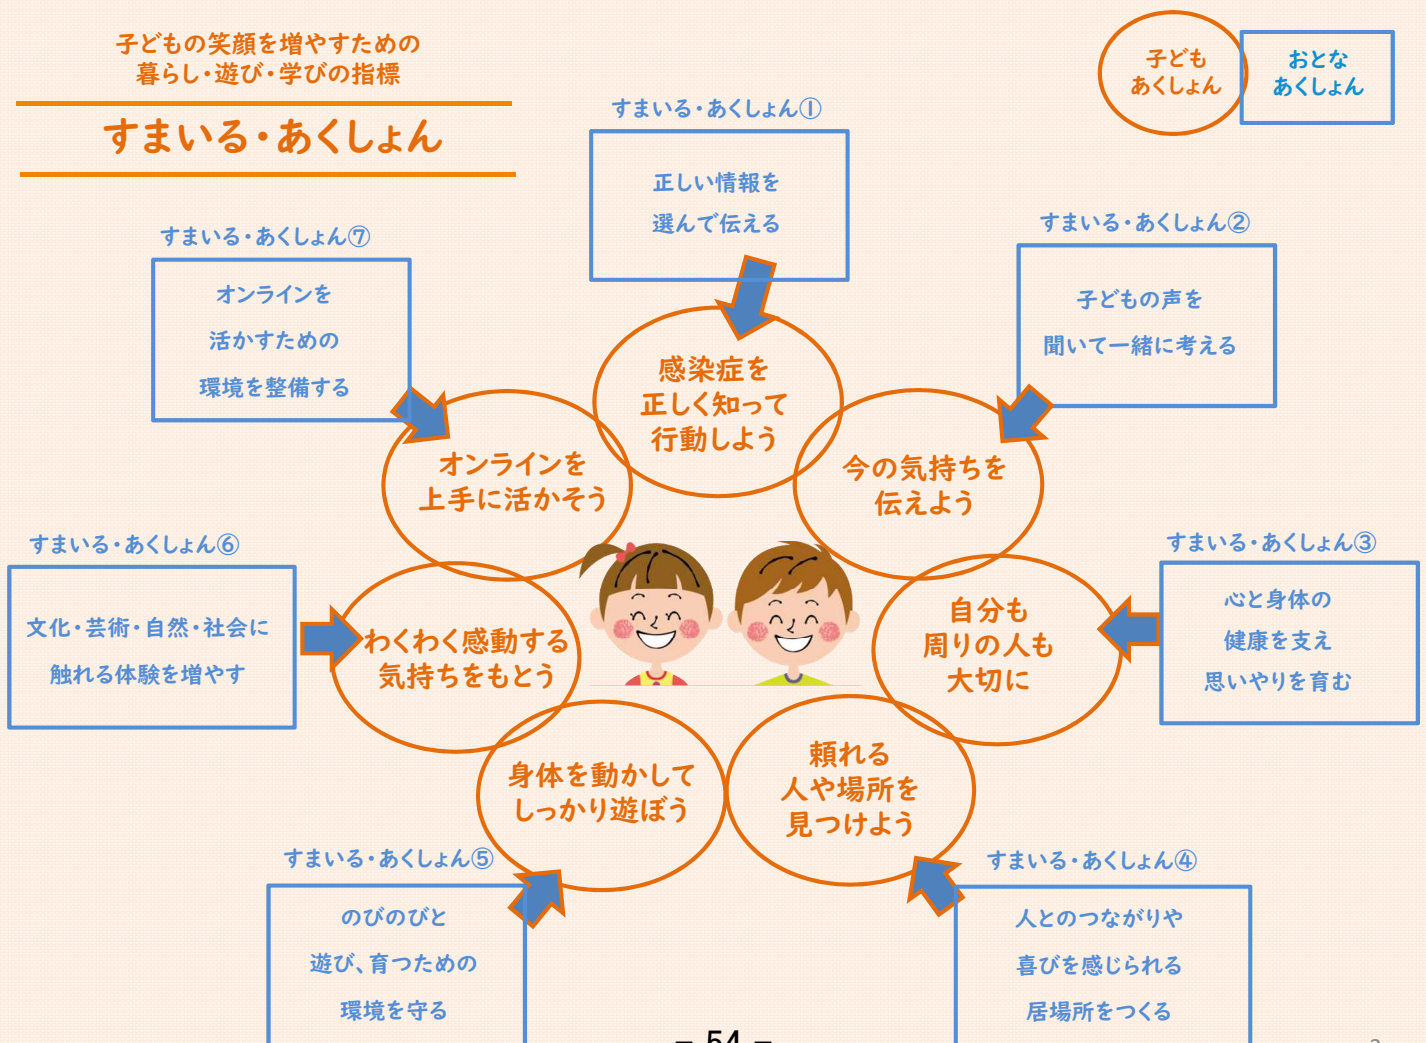 子どもの笑顔を増やすための
暮らし・遊び・学びの指標
すまいる・あくしょん
子ども
あくしょん
おとな
あくしょん
すまいる・あくしょん①
正しい情報を
選んで伝える
感染症を
正しく知って
行動しよう
すまいる・あくしょん②
子どもの声を
聞いて一緒に考える
今の気持ちを
伝えよう
すまいる・あくしょん③
心と身体の
健康を支え
思いやりを育む
自分も
周りの人も
大切に
すまいる・あくしょん④
人とのつながりや
喜びを感じられる
居場所をつくる
頼れる
人や場所を
見つけよう
すまいる・あくしょん⑤
のびのびと
遊び、育つための
環境を守る
身体を動かして
しっかり遊ぼう
すまいる・あくしょん⑥
文化・芸術・自然・社会に
触れる体験を増やす
わくわく感動する
気持ちをもとう
すまいる・あくしょん⑦
オンラインを
活かすための
環境を整備する
オンラインを
上手に活かそう
- 54 -